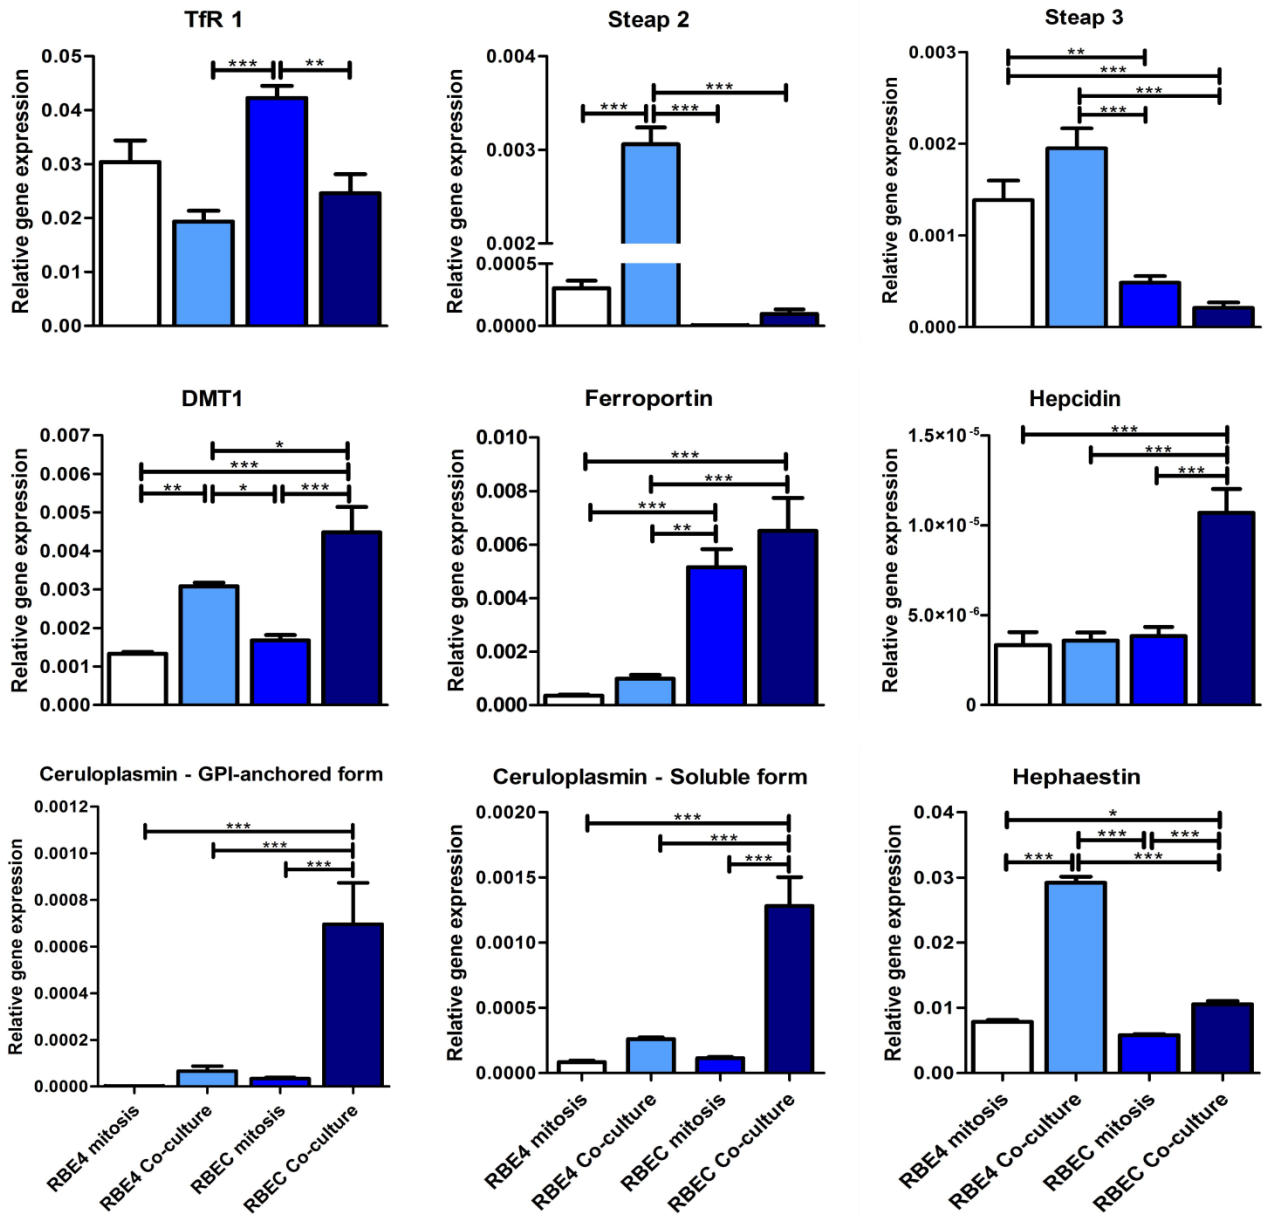 TfR 1
Relative gene expression
0.05
0.04
0.03
0.02
0.01
0.00
*** **
Steap 2
Relative gene expression
0.004
0.003
0.002
0.0005
0.0000
***
*** ***
Steap 3
Relative gene expression
0.003
0.002
0.001
0.000
**
***
***
***
DMT1
Relative gene expression
0.007
0.006
0.005
0.004
0.003
0.002
0.001
0.000
*
***
** * ***
Ferroportin
Relative gene expression
0.010
0.008
0.006
0.004
0.002
0.000
***
***
***
**
Hepcidin
Relative gene expression
1.5×10⁻⁵
1.0×10⁻⁵
5.0×10⁻⁶
0
***
***
***
Ceruloplasmin - GPI-anchored form
Relative gene expression
0.0012
0.0010
0.0008
0.0006
0.0004
0.0002
0.0000
***
***
***
RBE4 mitosis
RBE4 Co-culture
RBEC mitosis
RBEC Co-culture
Ceruloplasmin - Soluble form
Relative gene expression
0.0020
0.0015
0.0010
0.0005
0.0000
***
***
***
RBE4 mitosis
RBE4 Co-culture
RBEC mitosis
RBEC Co-culture
Hephaestin
Relative gene expression
0.04
0.03
0.02
0.01
0.00
*
*** ***
*** ***
RBE4 mitosis
RBE4 Co-culture
RBEC mitosis
RBEC Co-culture